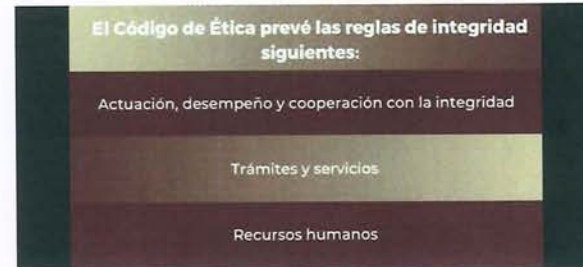 El Código de Ética prevé las reglas de integridad
siguientes:
Actuación, desempeño y cooperación con la integridad
Trámites y servicios
Recursos humanos